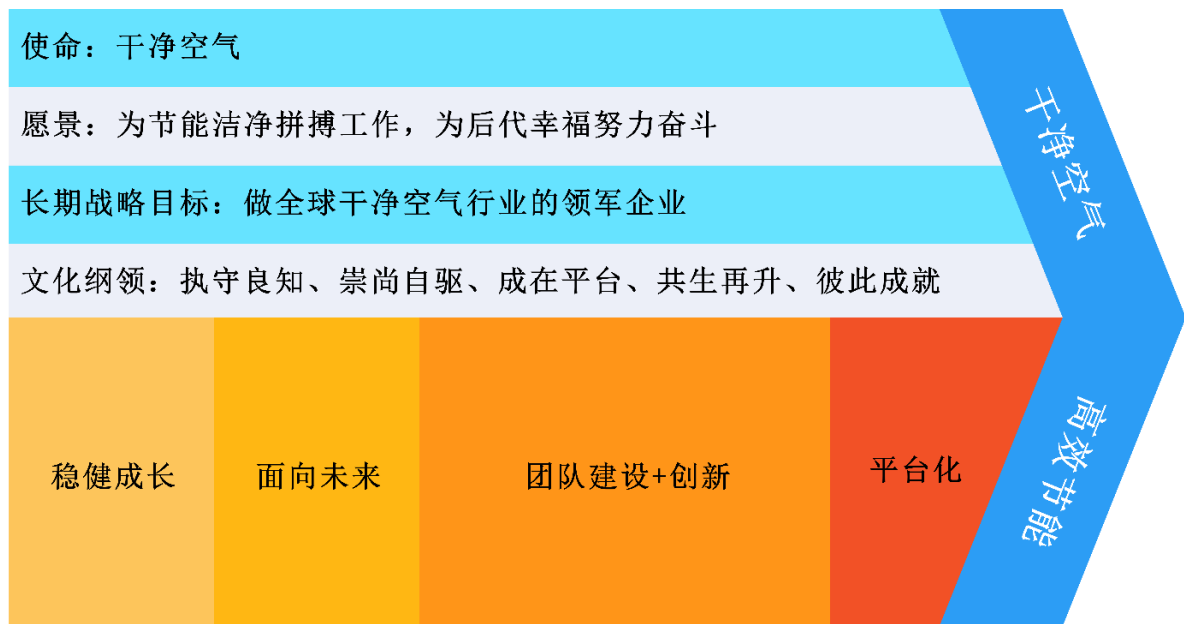 使命：干净空气
愿景：为节能洁净拼搏工作，为后代幸福努力奋斗
长期战略目标：做全球干净空气行业的领军企业
文化纲领：执守良知、崇尚自驱、成在平台、共生再升、彼此成就
干净空气
稳健成长
面向未来
团队建设+创新
平台化
高效节能